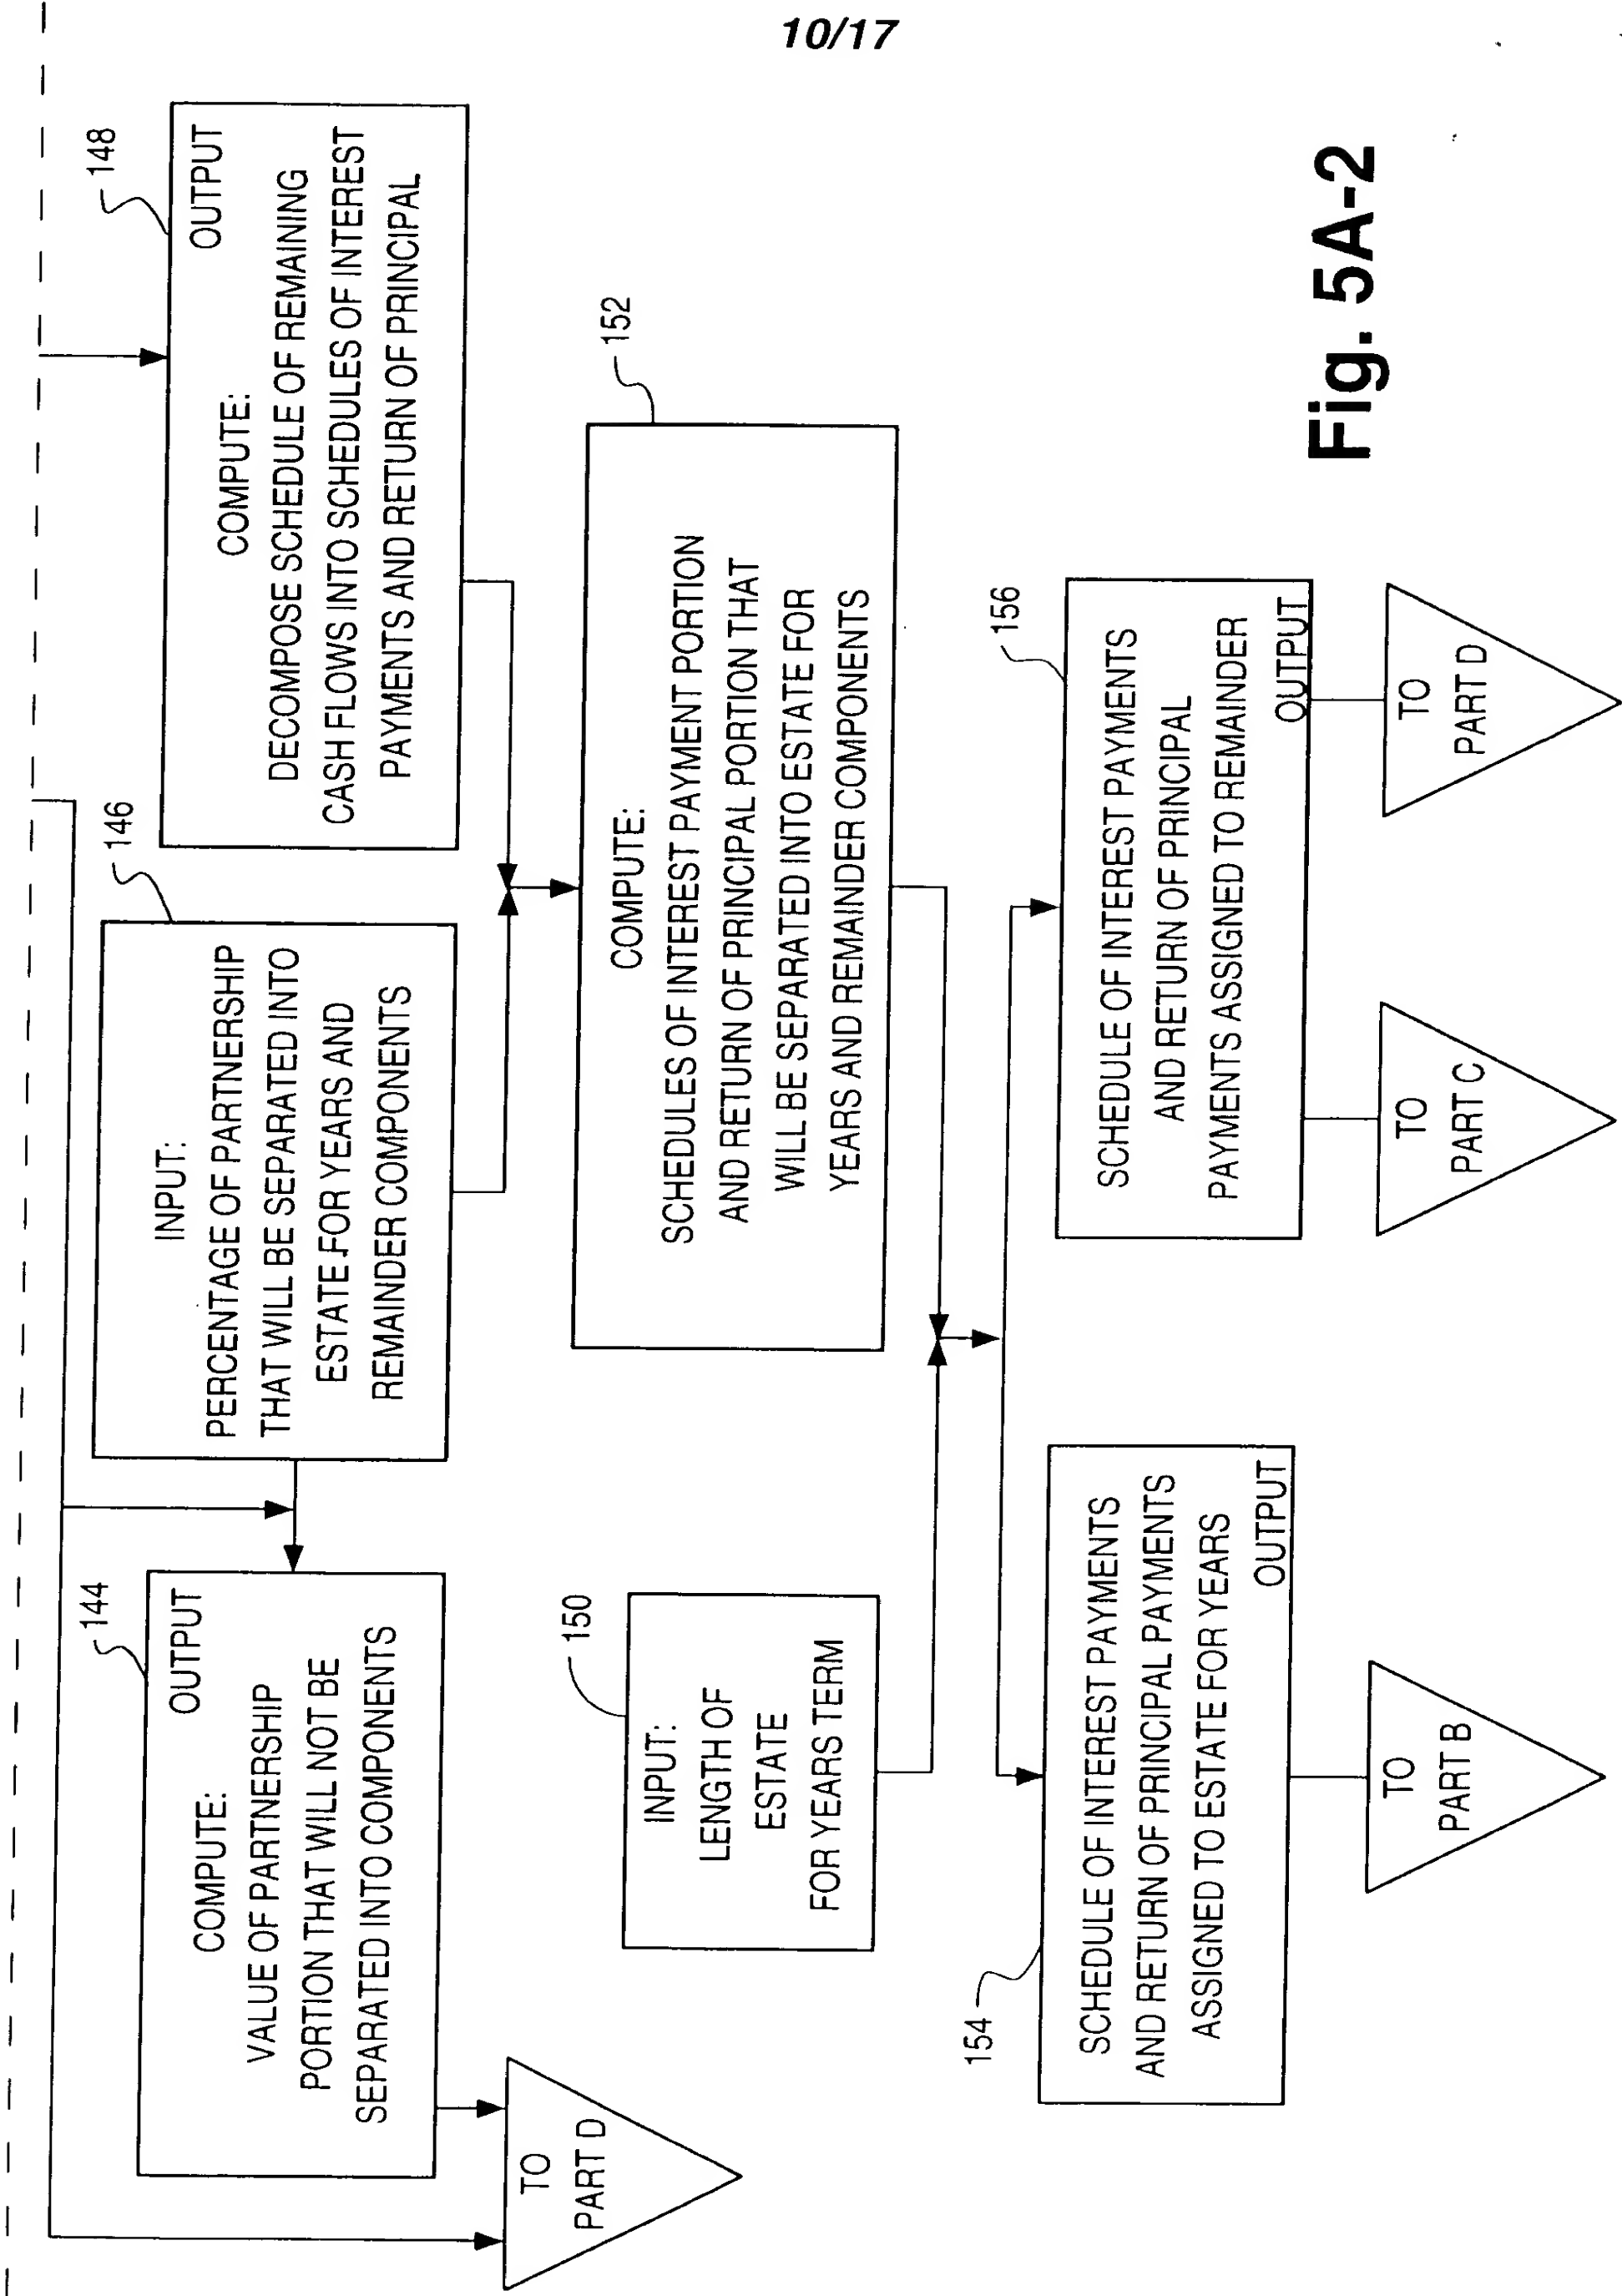 10/17
144
OUTPUT
COMPUTE:
VALUE OF PARTNERSHIP
PORTION THAT WILL NOT BE
SEPARATED INTO COMPONENTS
146
INPUT:
PERCENTAGE OF PARTNERSHIP
THAT WILL BE SEPARATED INTO
ESTATE FOR YEARS AND
REMAINDER COMPONENTS
148
OUTPUT
COMPUTE:
DECOMPOSE SCHEDULE OF REMAINING
CASH FLOWS INTO SCHEDULES OF INTEREST
PAYMENTS AND RETURN OF PRINCIPAL
TO
PART D
150
INPUT:
LENGTH OF
ESTATE
FOR YEARS TERM
152
COMPUTE:
SCHEDULES OF INTEREST PAYMENT PORTION
AND RETURN OF PRINCIPAL PORTION THAT
WILL BE SEPARATED INTO ESTATE FOR
YEARS AND REMAINDER COMPONENTS
154
SCHEDULE OF INTEREST PAYMENTS
AND RETURN OF PRINCIPAL PAYMENTS
ASSIGNED TO ESTATE FOR YEARS
OUTPUT
156
SCHEDULE OF INTEREST PAYMENTS
AND RETURN OF PRINCIPAL
PAYMENTS ASSIGNED TO REMAINDER
OUTPUT
TO
PART B
TO
PART C
TO
PART D
Fig. 5A-2